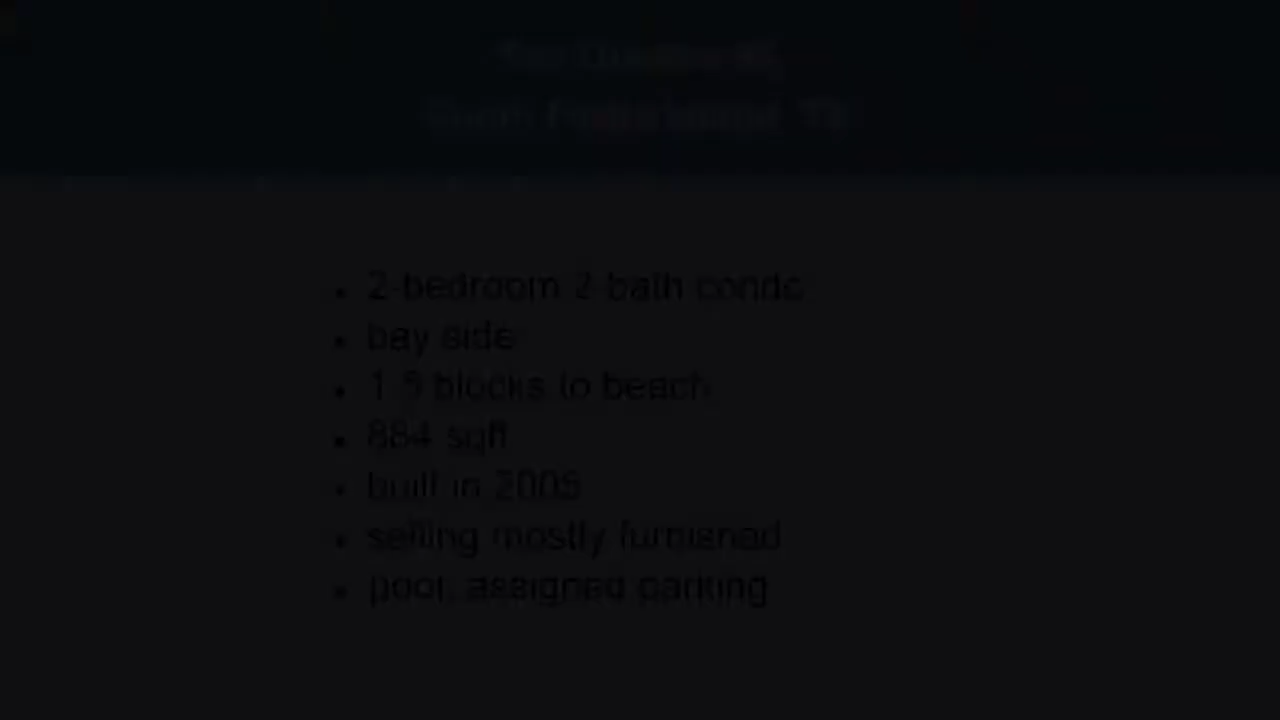 2-bedroom 2-bath condo
bay side
1.5 blocks to beach
884 sqft
built in 2005
selling mostly furnished
pool, assigned parking